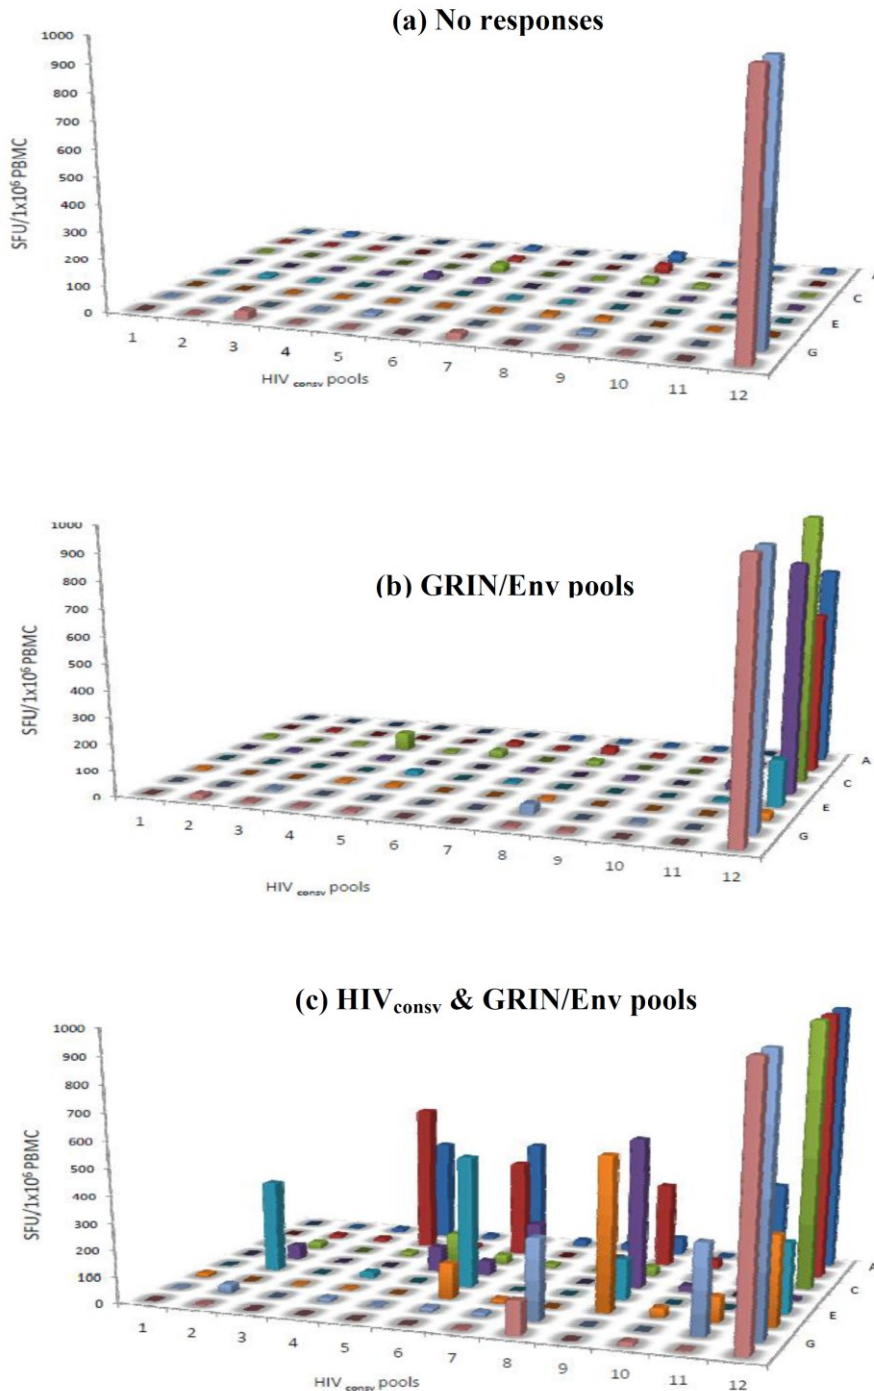 (a) No responses
1000
900
800
700
600
500
400
300
200
100
0
SFU/1x10⁶ PBMC
1 2 3 4 5 6 7 8 9 10 11 12
HIV consv pools
A
C
E
G
(b) GRIN/Env pools
1000
900
800
700
600
500
400
300
200
100
0
SFU/1x10⁶ PBMC
1 2 3 4 5 6 7 8 9 10 11 12
HIV consv pools
A
C
E
G
(c) HIVconsv & GRIN/Env pools
1000
900
800
700
600
500
400
300
200
100
0
SFU/1x10⁶ PBMC
1 2 3 4 5 6 7 8 9 10 11 12
HIV consv pools
A
C
E
G